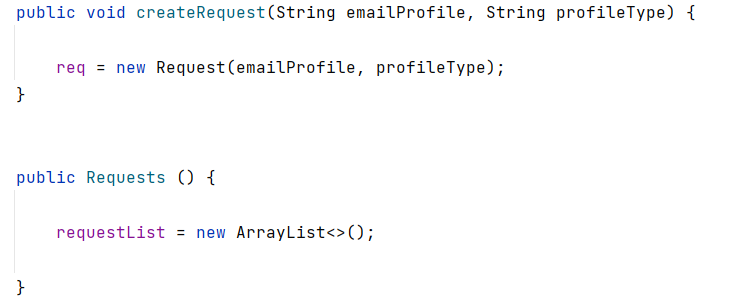 public void createRequest(String emailProfile, String profileType) {
req = new Request(emailProfile, profileType);
}
public Requests () {
requestList = new ArrayList<>();
}